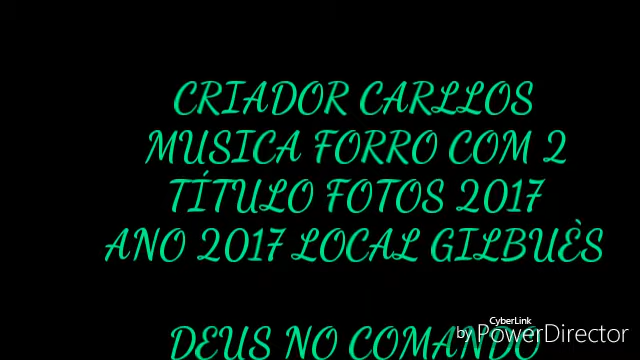 CRIADOR CARLLOS
MUSICA FORRO COM 2
TÍTULO FOTOS 2017
ANO 2017 LOCAL GILBUÈS
DEUS NO COMANDO
CyberLink
by PowerDirector